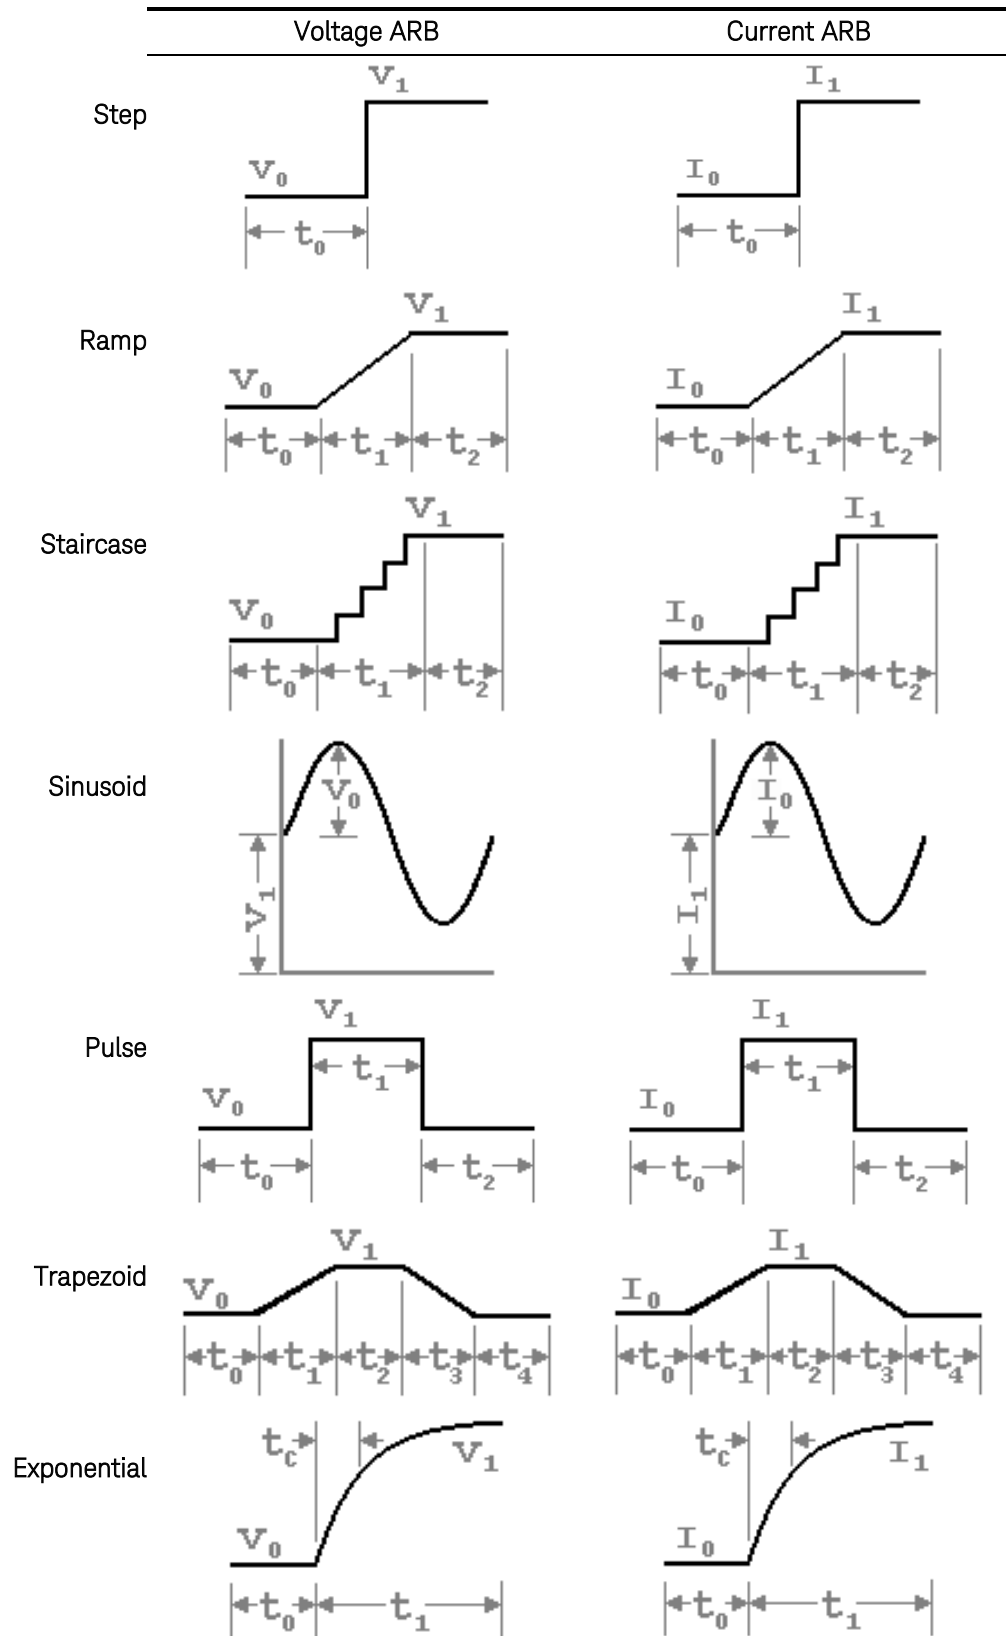 Voltage ARB Current ARB
V1 I1
Step
V0 I0
t0 t0
V1 I1
Ramp
V0 I0
t0 t1 t2 t0 t1 t2
V1 I1
Staircase
V0 I0
t0 t1 t2 t0 t1 t2
Sinusoid
V0 I0
V1 I1
V1 I1
Pulse
t1 t1
V0 I0
t0 t2 t0 t2
V1 I1
Trapezoid
V0 I0
t0 t1 t2 t3 t4 t0 t1 t2 t3 t4
tC V1 tC I1
Exponential
V0 I0
t0 t1 t0 t1